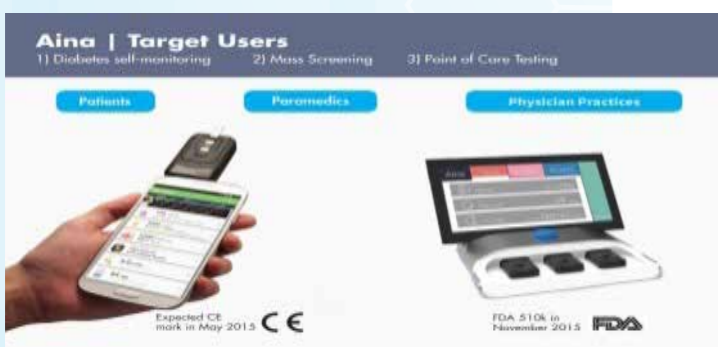 Aina | Target Users
1) Diabetes self-monitoring 2) Mass Screening 3) Point of Care Testing
Patients Paramedics Physician Practices
Aina
Expected CE
mark in May 2015 CE
FDA 510k in
November 2015 FDA